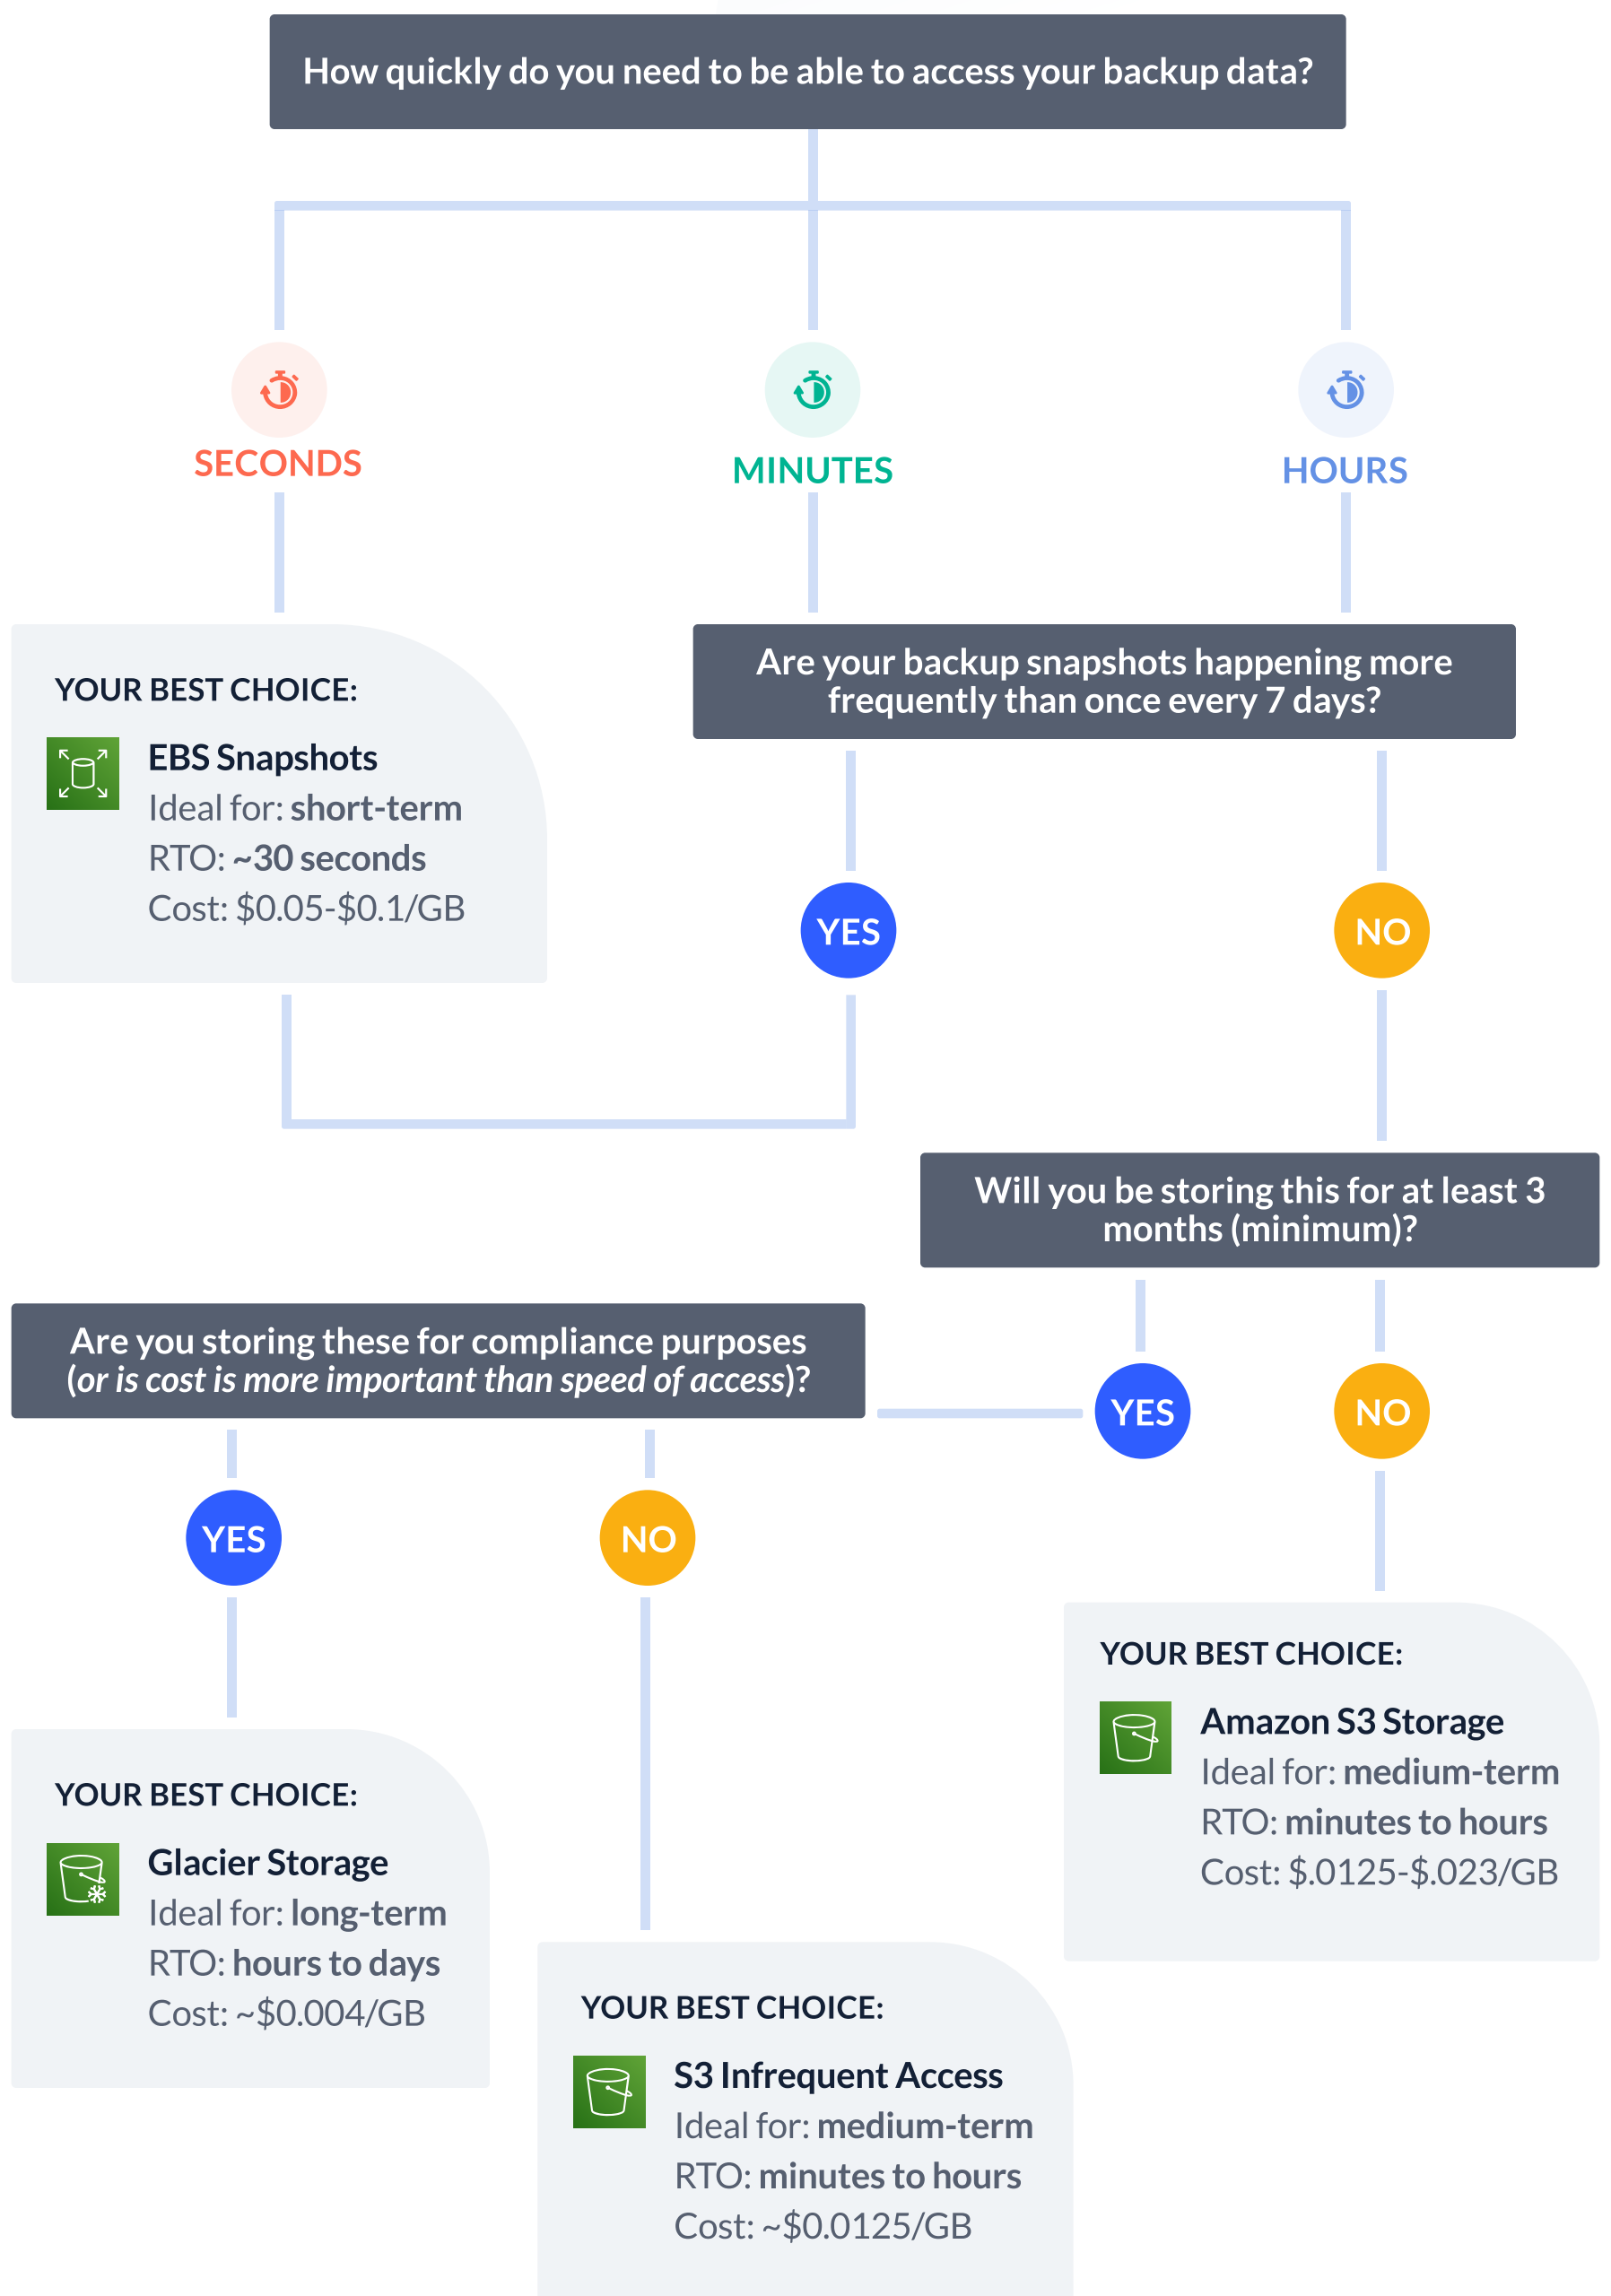 How quickly do you need to be able to access your backup data?
SECONDS
MINUTES
HOURS
YOUR BEST CHOICE:
EBS Snapshots
Ideal for: short-term
RTO: ~30 seconds
Cost: $0.05-$0.1/GB
Are your backup snapshots happening more
frequently than once every 7 days?
YES
NO
Will you be storing this for at least 3
months (minimum)?
YES
NO
Are you storing these for compliance purposes
(or is cost is more important than speed of access)?
YES
NO
YOUR BEST CHOICE:
Amazon S3 Storage
Ideal for: medium-term
RTO: minutes to hours
Cost: $.0125-$.023/GB
YOUR BEST CHOICE:
Glacier Storage
Ideal for: long-term
RTO: hours to days
Cost: ~$0.004/GB
YOUR BEST CHOICE:
S3 Infrequent Access
Ideal for: medium-term
RTO: minutes to hours
Cost: ~$0.0125/GB